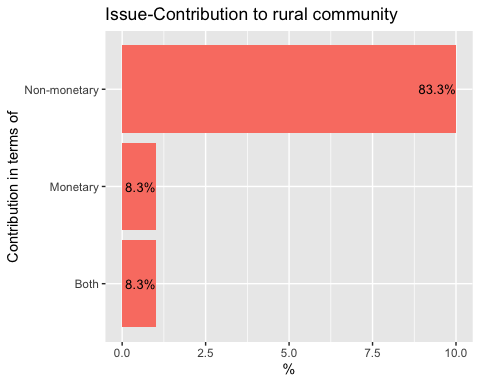 Issue-Contribution to rural community
Contribution in terms of
Non-monetary
83.3%
Monetary
8.3%
Both
8.3%
0.0 2.5 5.0 7.5 10.0
%